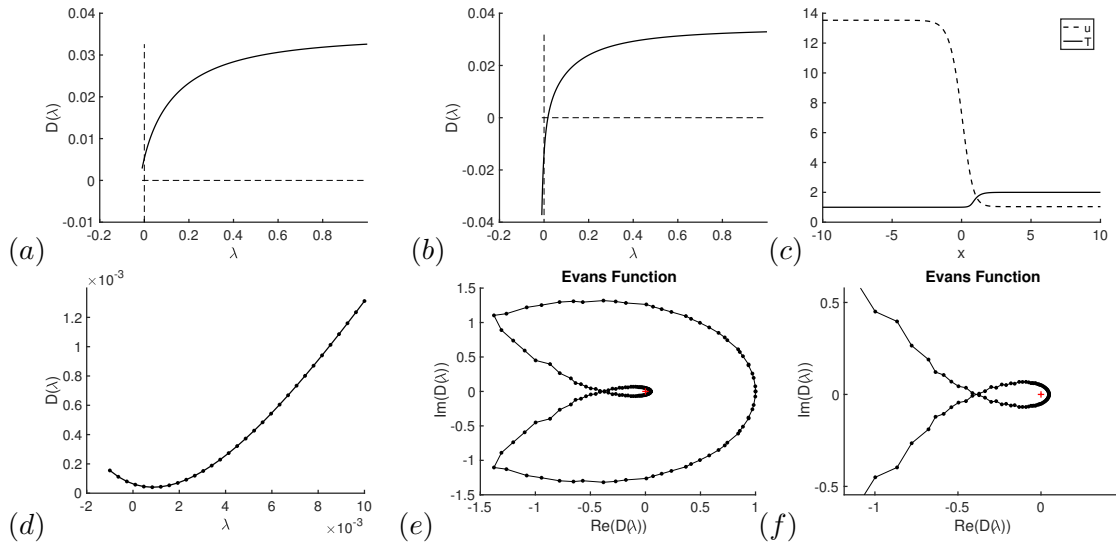 0.04
0.03
0.02
0.01
0
-0.01
-0.2 0 0.2 0.4 0.6 0.8
D(λ)
λ
(a)
0.04
0.02
0
-0.02
-0.04
-0.2 0 0.2 0.4 0.6 0.8
D(λ)
λ
(b)
14
12
10
8
6
4
2
0
-10 -5 0 5 10
x
u
T
(c)
×10⁻³
1.2
1
0.8
0.6
0.4
0.2
0
-2 0 2 4 6 8 10
D(λ)
λ
×10⁻³
(d)
Evans Function
1.5
1
0.5
0
-0.5
-1
-1.5
-1.5 -1 -0.5 0 0.5 1
Im(D(λ))
Re(D(λ))
(e)
Evans Function
0.5
0
-0.5
-1 -0.5 0
Im(D(λ))
Re(D(λ))
(f)